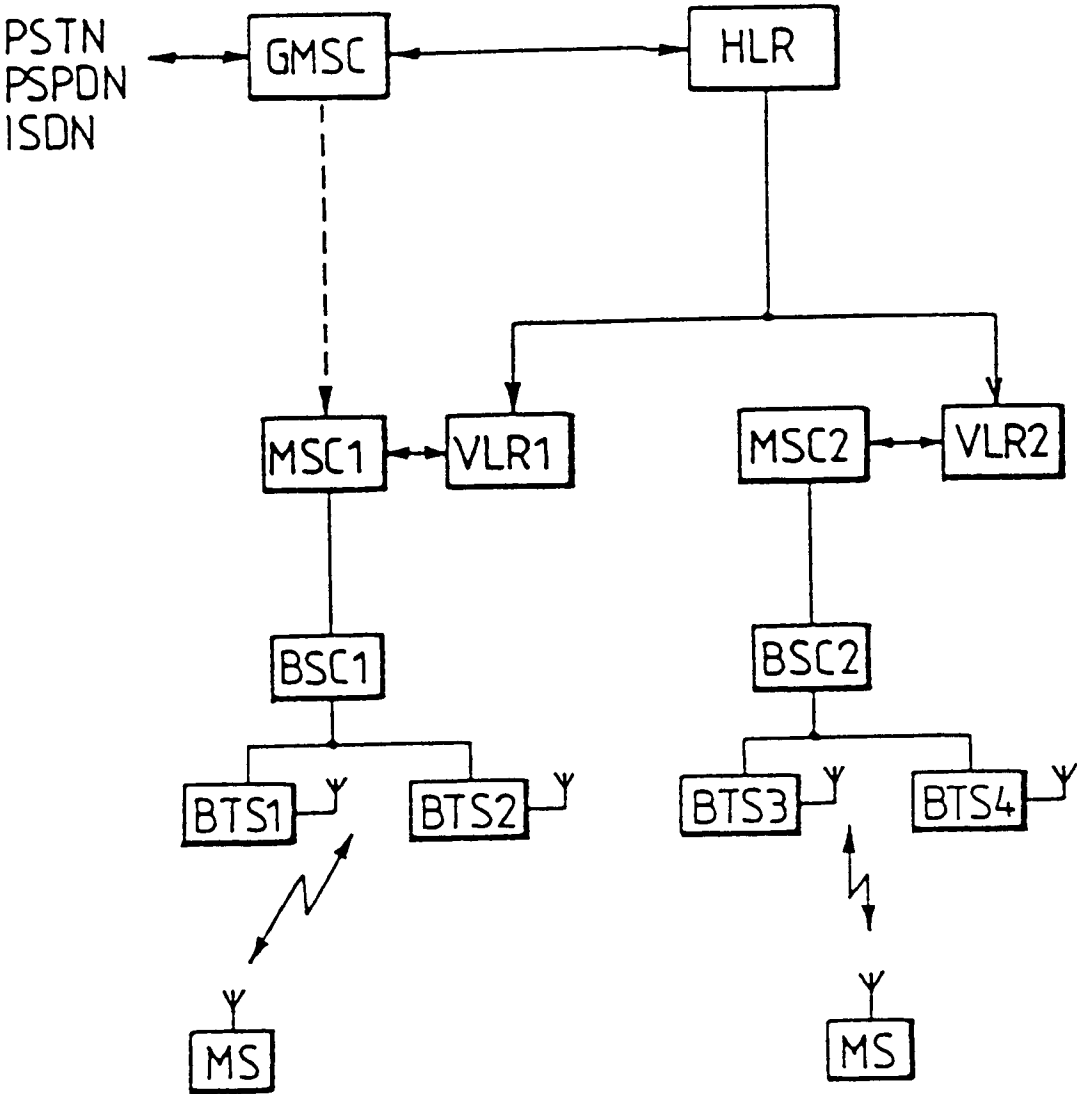 PSTN
PSPDN
ISDN
GMSC
HLR
MSC1
VLR1
MSC2
VLR2
BSC1
BSC2
BTS1
BTS2
BTS3
BTS4
MS
MS